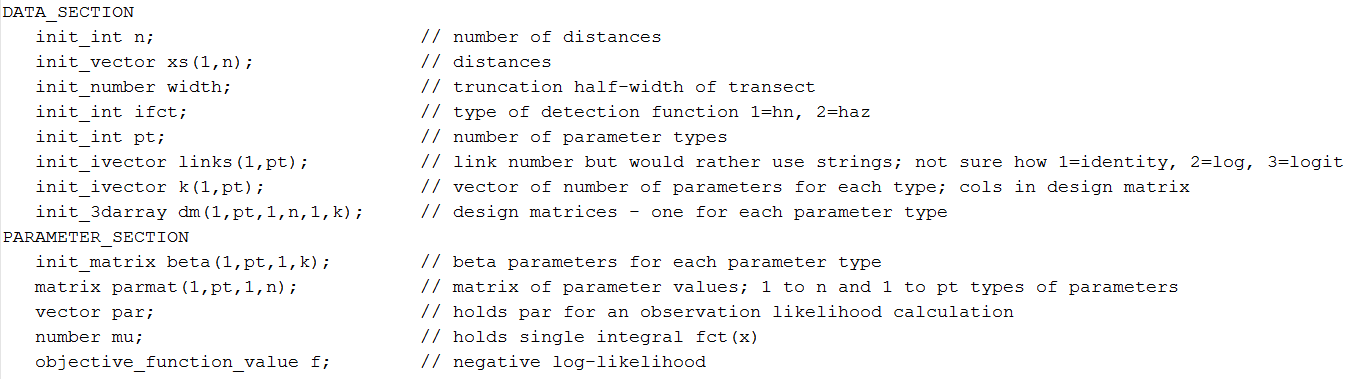 DATA_SECTION
init_int n; // number of distances
init_vector xs(1,n); // distances
init_number width; // truncation half-width of transect
init_int ifct; // type of detection function 1=hn, 2=haz
init_int pt; // number of parameter types
init_ivector links(1,pt); // link number but would rather use strings; not sure how 1=identity, 2=log, 3=logit
init_ivector k(1,pt); // vector of number of parameters for each type; cols in design matrix
init_3darray dm(1,pt,1,n,1,k); // design matrices - one for each parameter type
PARAMETER_SECTION
init_matrix beta(1,pt,1,k); // beta parameters for each parameter type
matrix parmat(1,pt,1,n); // matrix of parameter values; 1 to n and 1 to pt types of parameters
vector par; // holds par for an observation likelihood calculation
number mu; // holds single integral fct(x)
objective_function_value f; // negative log-likelihood